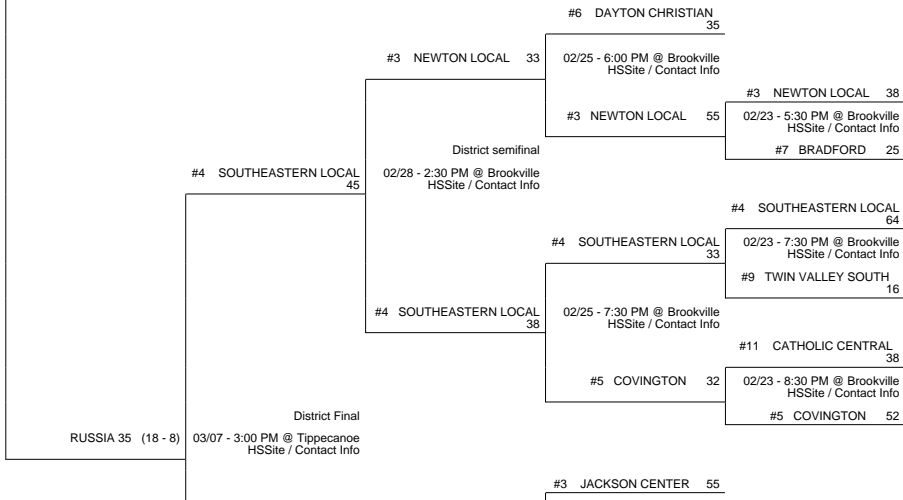 #6 DAYTON CHRISTIAN
35
#3 NEWTON LOCAL 33
02/25 - 6:00 PM @ Brookville
HSSite / Contact Info
#3 NEWTON LOCAL 38
#3 NEWTON LOCAL 55
02/23 - 5:30 PM @ Brookville
HSSite / Contact Info
District semifinal
#7 BRADFORD 25
#4 SOUTHEASTERN LOCAL
45
02/28 - 2:30 PM @ Brookville
HSSite / Contact Info
#4 SOUTHEASTERN LOCAL
64
#4 SOUTHEASTERN LOCAL
33
02/23 - 7:30 PM @ Brookville
HSSite / Contact Info
#9 TWIN VALLEY SOUTH
16
#4 SOUTHEASTERN LOCAL
38
02/25 - 7:30 PM @ Brookville
HSSite / Contact Info
#11 CATHOLIC CENTRAL
38
#5 COVINGTON 32
02/23 - 8:30 PM @ Brookville
HSSite / Contact Info
District Final
#5 COVINGTON 52
RUSSIA 35 (18 - 8)
03/07 - 3:00 PM @ Tippecanoe
HSSite / Contact Info
#3 JACKSON CENTER 55